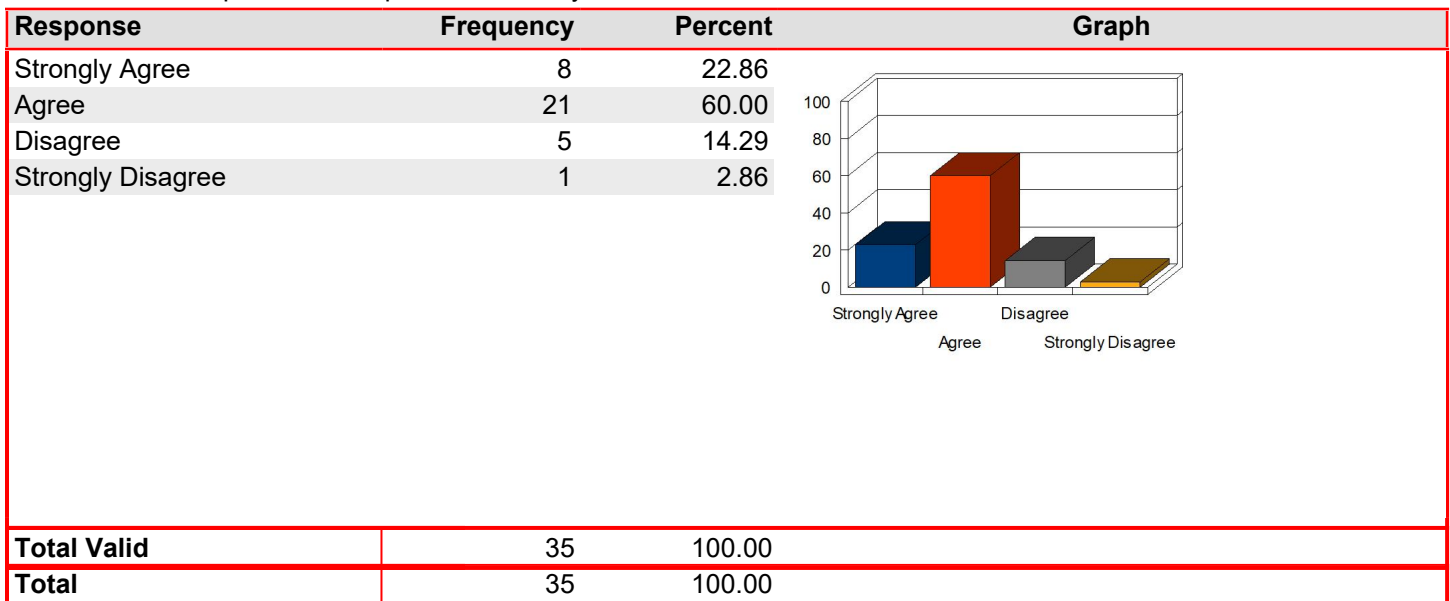 Response Frequency Percent Graph
Strongly Agree 8 22.86
Agree 21 60.00
Disagree 5 14.29
Strongly Disagree 1 2.86
100
80
60
40
20
0
Strongly Agree Disagree
Agree Strongly Disagree
Total Valid 35 100.00
Total 35 100.00